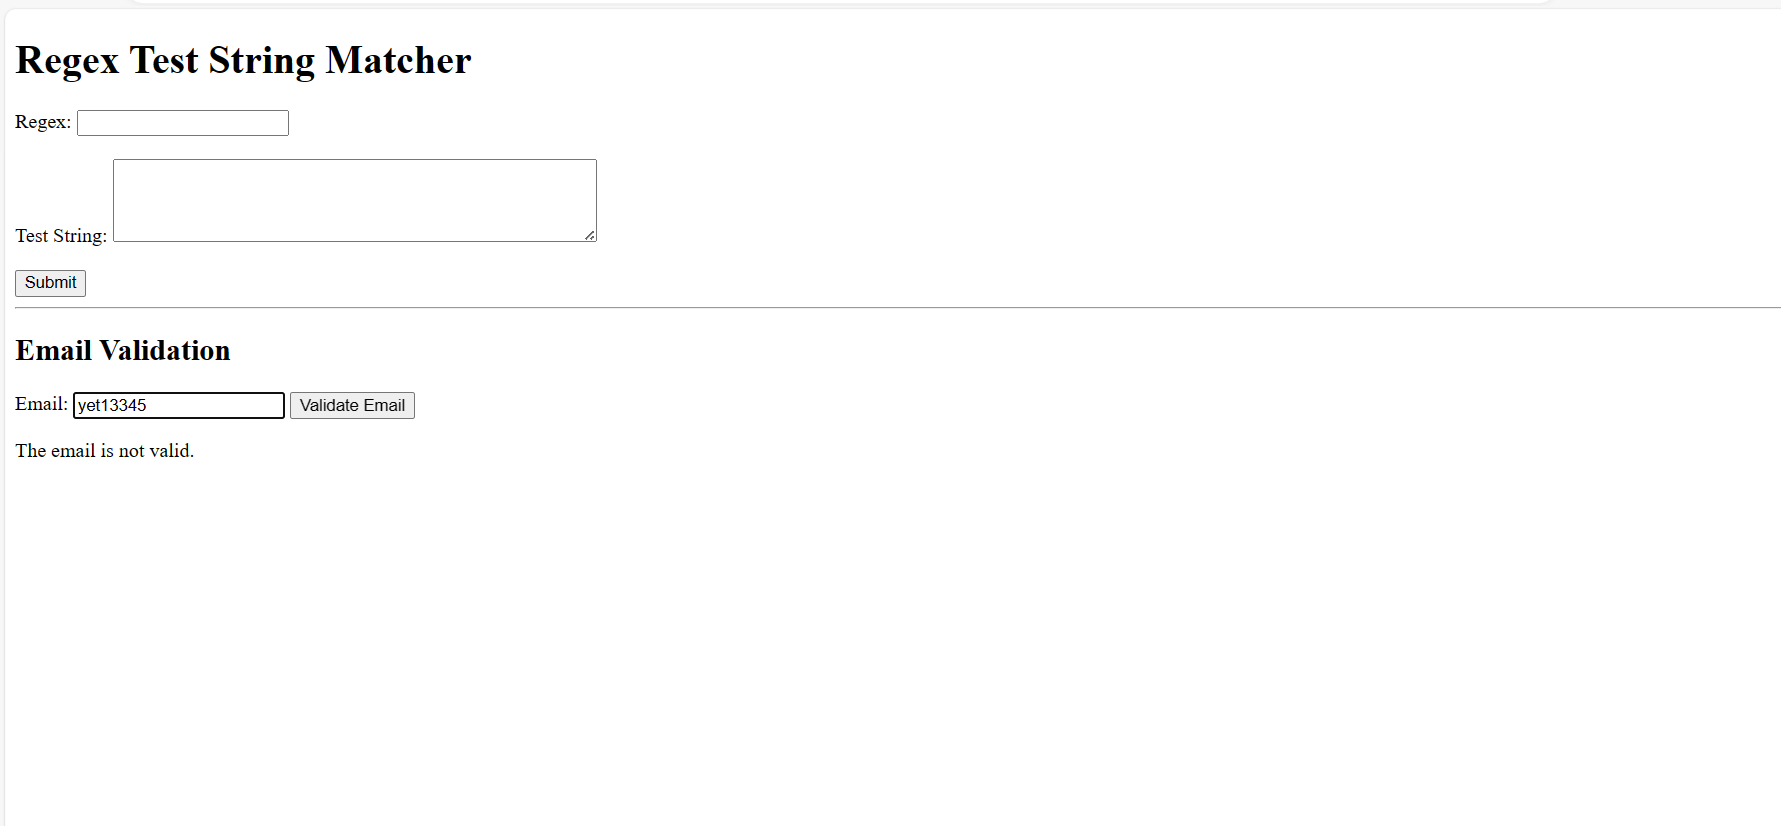 Regex Test String Matcher
Regex:
Test String:
Submit
Email Validation
Email: yet13345 Validate Email
The email is not valid.